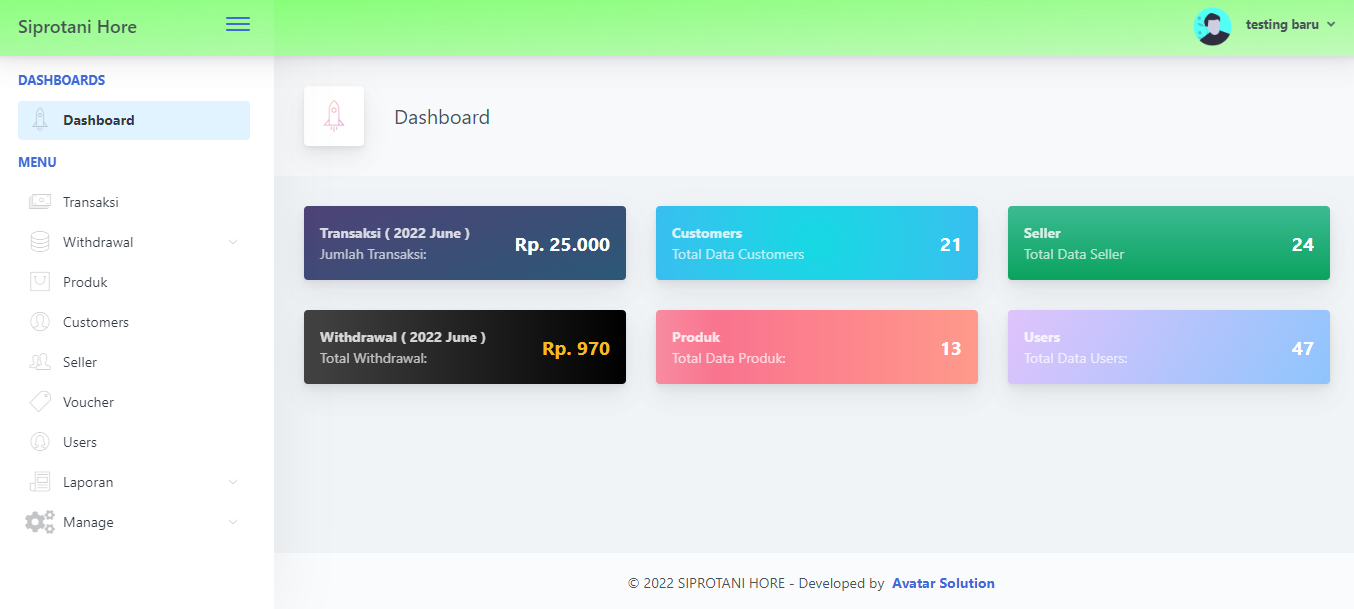 Siprotani Hore
testing baru
DASHBOARDS
Dashboard
MENU
Transaksi
Withdrawal
Produk
Customers
Seller
Voucher
Users
Laporan
Manage
Dashboard
Transaksi ( 2022 June )
Jumlah Transaksi:
Rp. 25.000
Customers
Total Data Customers
21
Seller
Total Data Seller
24
Withdrawal ( 2022 June )
Total Withdrawal:
Rp. 970
Produk
Total Data Produk:
13
Users
Total Data Users:
47
© 2022 SIPROTANI HORE - Developed by Avatar Solution